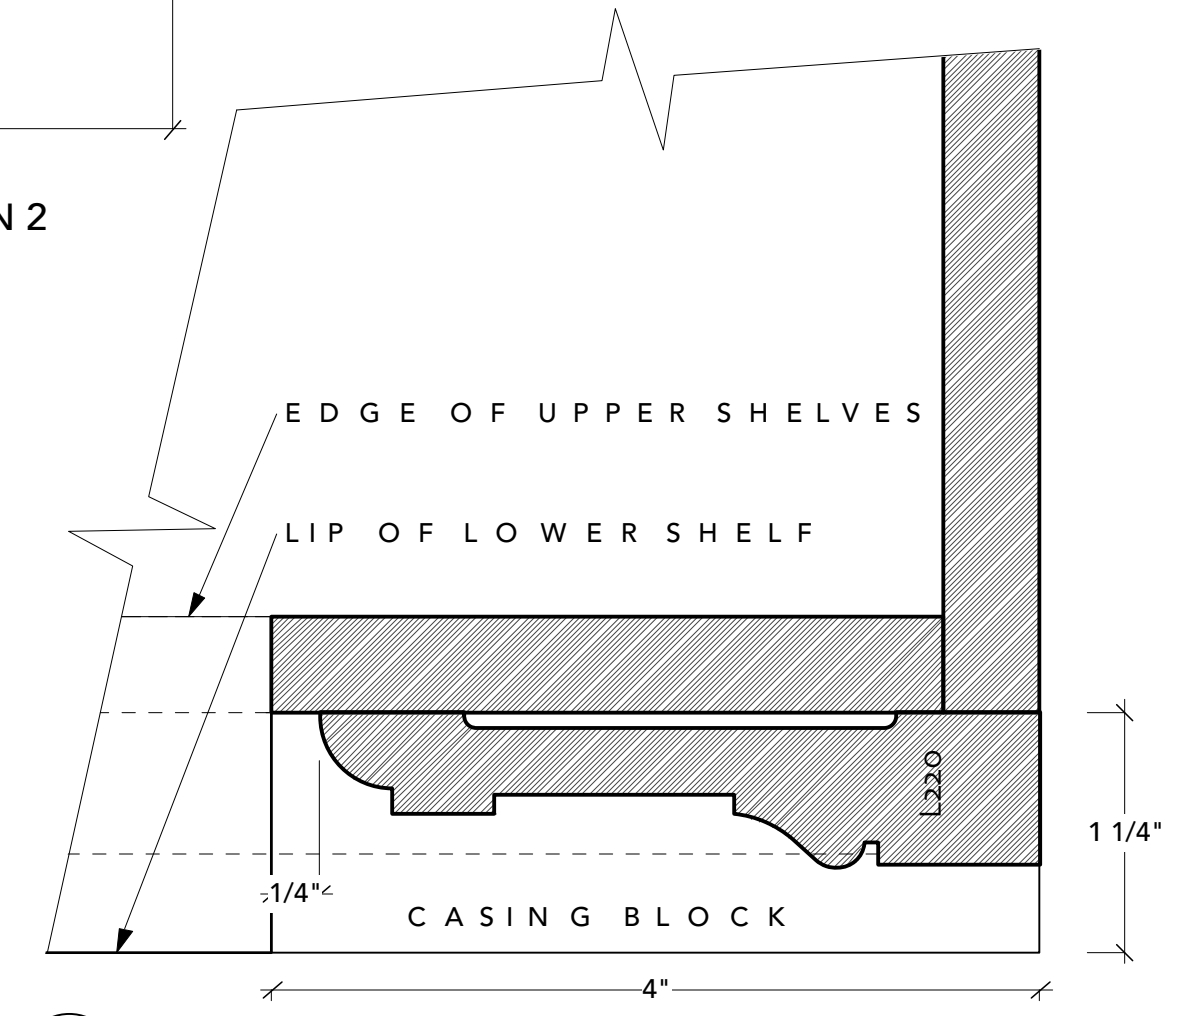 N 2
EDGE OF UPPER SHELVES
LIP OF LOWER SHELF
L220
1 1/4"
1/4"
CASING BLOCK
4"